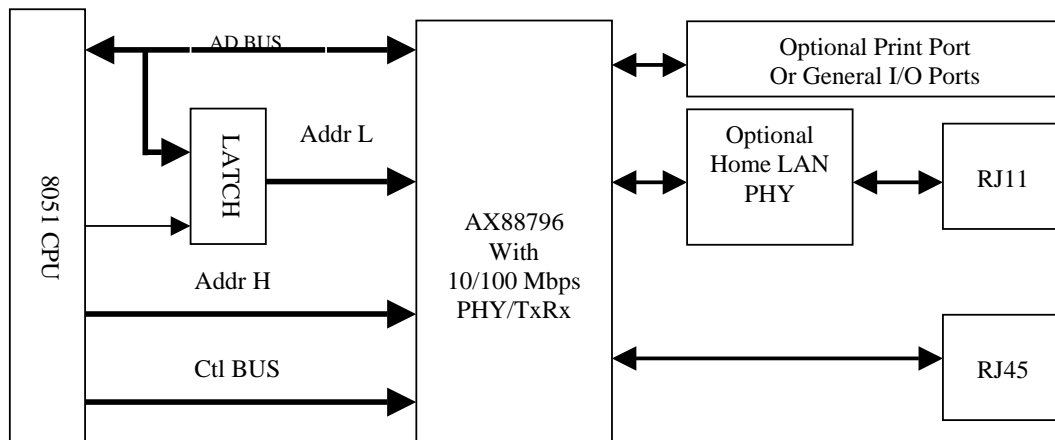 8051 CPU
AD BUS
LATCH
Addr L
Addr H
Ctl BUS
AX88796
With
10/100 Mbps
PHY/TxRx
Optional Print Port
Or General I/O Ports
Optional
Home LAN
PHY
RJ11
RJ45